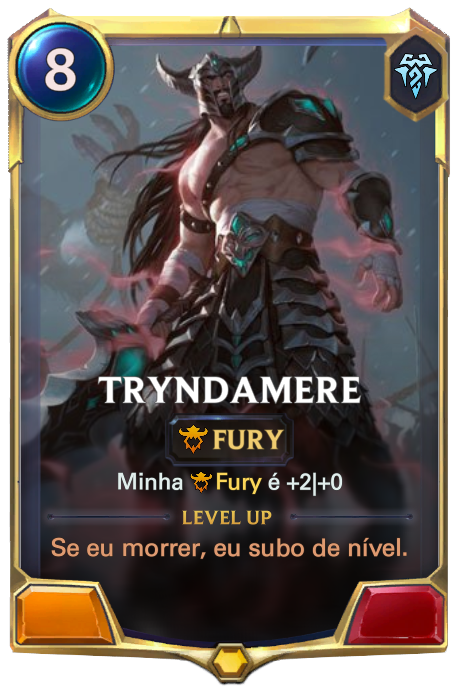 8
TRYNDAMERE
FURY
Minha Fury é +2|+0
LEVEL UP
Se eu morrer, eu subo de nível.